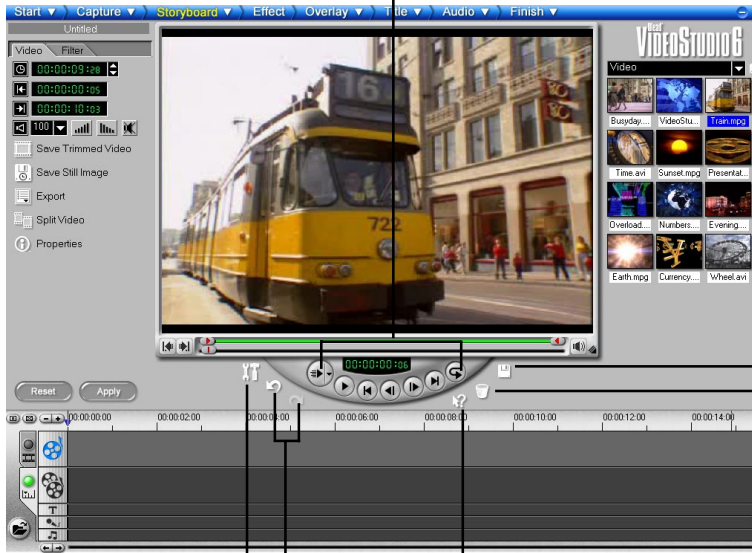 Start ▼ Capture ▼ Storyboard ▼ Effect Overlay ▼ Title ▼ Audio ▼ Finish ▼
Untitled
Video Filter
00:00:09:28
00:00:00:05
00:00:10:03
100
Save Trimmed Video
Save Still Image
Export
Split Video
Properties
Reset Apply
16
722
00:00:00:06
VIDEOSTUDIO6
Video
Busyday.... VideoStu... Train.mpg
Time.avi Sunset.mpg Presentat...
Overload.... Numbers.... Evening....
Earth.mpg Currency.... Wheel.avi
00:00:00:00 00:00:02:00 00:00:04:00 00:00:06:00 00:00:08:00 00:00:10:00 00:00:12:00 00:00:14:00
T